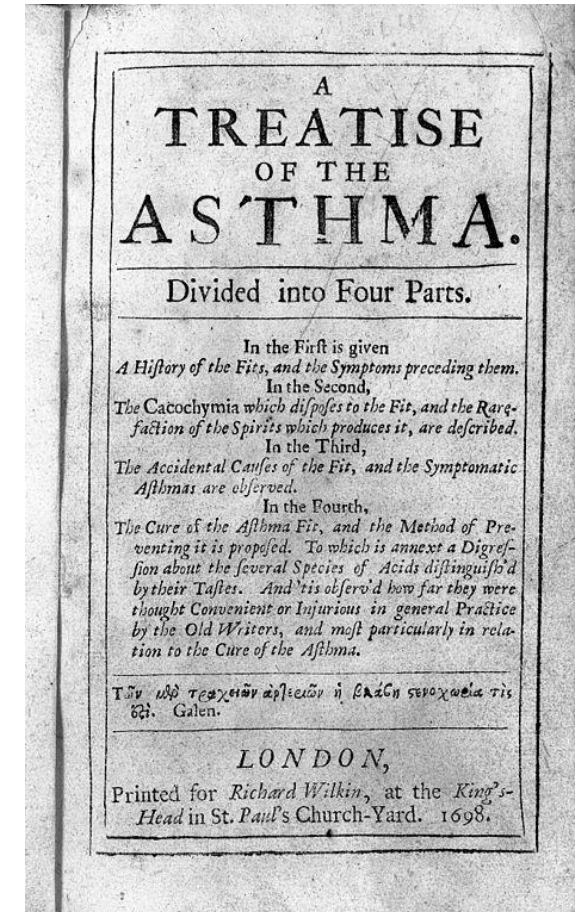 A
TREATISE
OF THE
ASTHMA.
Divided into Four Parts.
In the Firſt is given
A Hiſtory of the Fits, and the Symptoms preceding them.
In the Second,
The Cacochymia which diſpoſes to the Fit, and the Rare-
faction of the Spirits which produces it, are deſcribed.
In the Third,
The Accidental Cauſes of the Fit, and the Symptomatic
Aſthmas are obſerved.
In the Fourth,
The Cure of the Aſthma Fit, and the Method of Pre-
venting it is propoſed. To which is annext a Digreſ-
ſion about the ſeveral Species of Acids diſtinguiſh'd
by their Taſtes. And 'tis obſerv'd how far they were
thought Convenient or Injurious in general Practice
by the Old Writers, and moſt particularly in rela-
tion to the Cure of the Aſthma.
Τῶν τραχειῶν ἀρτεριῶν ἡ βλάβη στενοχωρία τὶς
Galen.
LONDON,
Printed for Richard Wilkin, at the King's-
Head in St. Paul's Church-Yard. 1698.